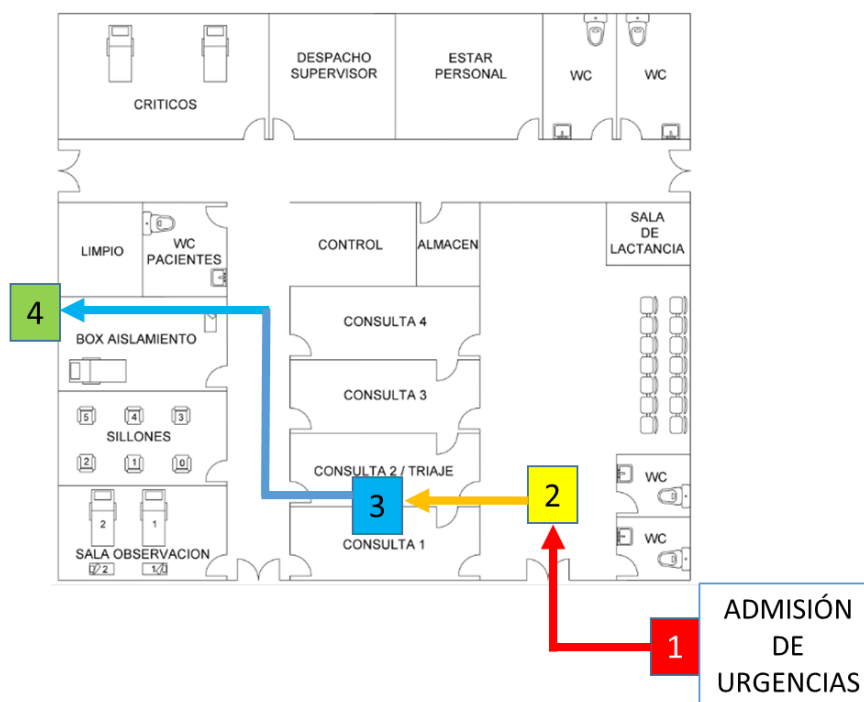 DESPACHO
SUPERVISOR
ESTAR
PERSONAL
WC
WC
CRITICOS
LIMPIO
WC
PACIENTES
CONTROL
ALMACEN
SALA
DE
LACTANCIA
4
BOX AISLAMIENTO
CONSULTA 4
CONSULTA 3
5
4
3
SILLONES
2
1
0
CONSULTA 2 / TRIAJE
3
2
WC
2
1
SALA OBSERVACION
2
1
CONSULTA 1
WC
1
ADMISIÓN
DE
URGENCIAS